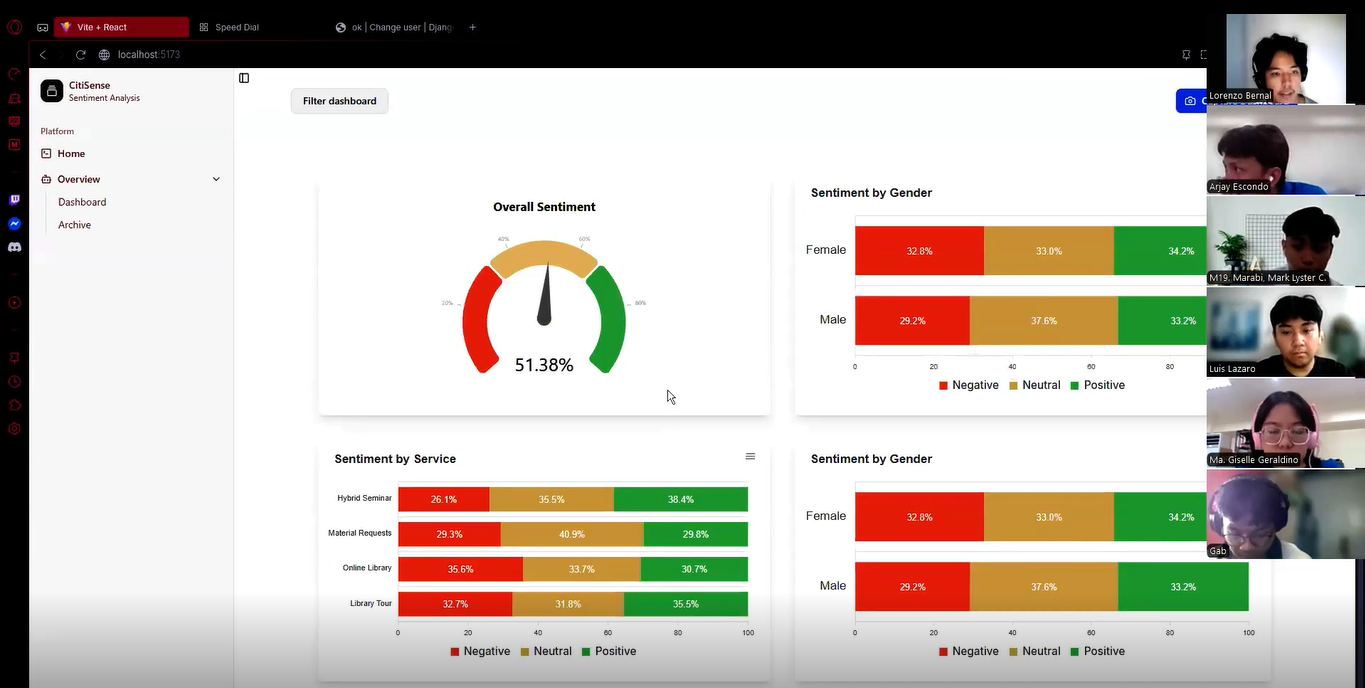 Vite + React
Speed Dial
ok | Change user | Djang
localhost:5173
CitiSense
Sentiment Analysis
Platform
Home
Overview
Dashboard
Archive
Filter dashboard
Overall Sentiment
20%
40%
60%
80%
51.38%
Sentiment by Gender
Female
32.8%
33.0%
34.2%
Male
29.2%
37.6%
33.2%
0
20
40
60
80
Negative
Neutral
Positive
Sentiment by Service
Hybrid Seminar
26.1%
35.5%
38.4%
Material Requests
29.3%
40.9%
29.8%
Online Library
35.6%
33.7%
30.7%
Library Tour
32.7%
31.8%
35.5%
0
20
40
60
80
100
Negative
Neutral
Positive
Sentiment by Gender
Female
32.8%
33.0%
34.2%
Male
29.2%
37.6%
33.2%
0
20
40
60
80
100
Negative
Neutral
Positive
Lorenzo Bernal
Arjay Escondo
M19. Marabi, Mark Lyster C.
Luis Lazaro
Ma. Giselle Geraldino
Gab